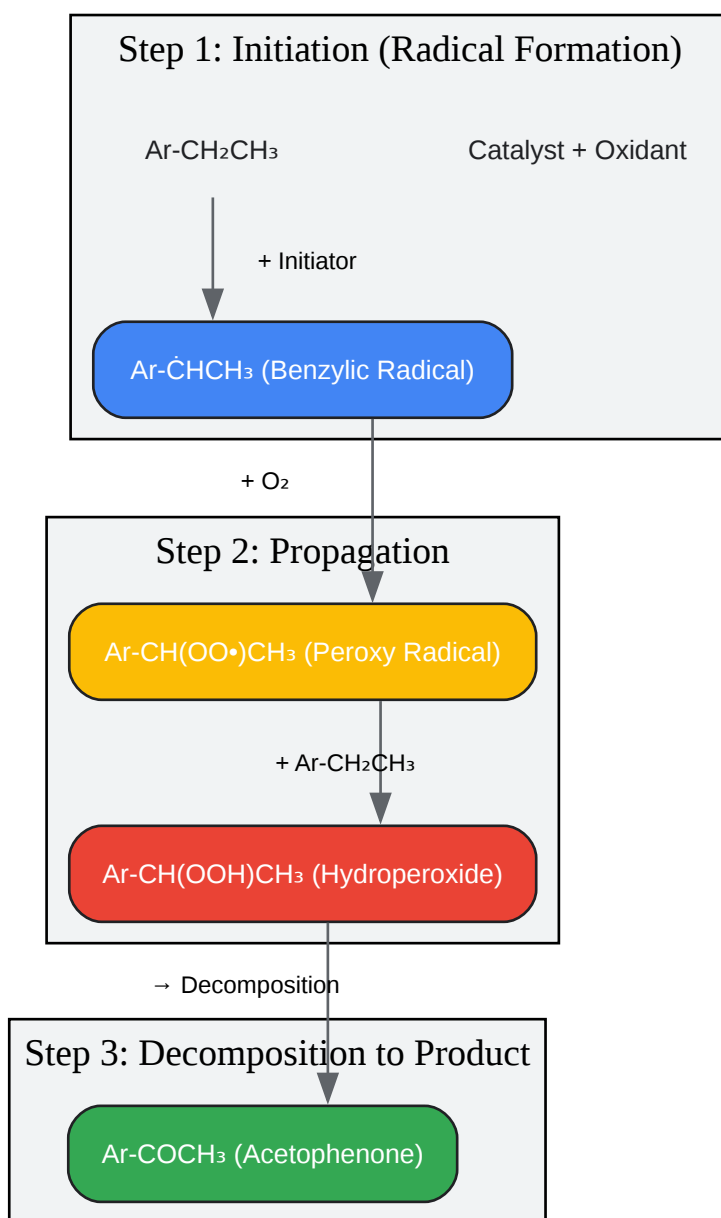 Step 1: Initiation (Radical Formation)
Ar-CH₂CH₃
Catalyst + Oxidant
+ Initiator
Ar-ĊHCH₃ (Benzylic Radical)
+ O₂
Step 2: Propagation
Ar-CH(OO•)CH₃ (Peroxy Radical)
+ Ar-CH₂CH₃
Ar-CH(OOH)CH₃ (Hydroperoxide)
→ Decomposition
Step 3: Decomposition to Product
Ar-COCH₃ (Acetophenone)